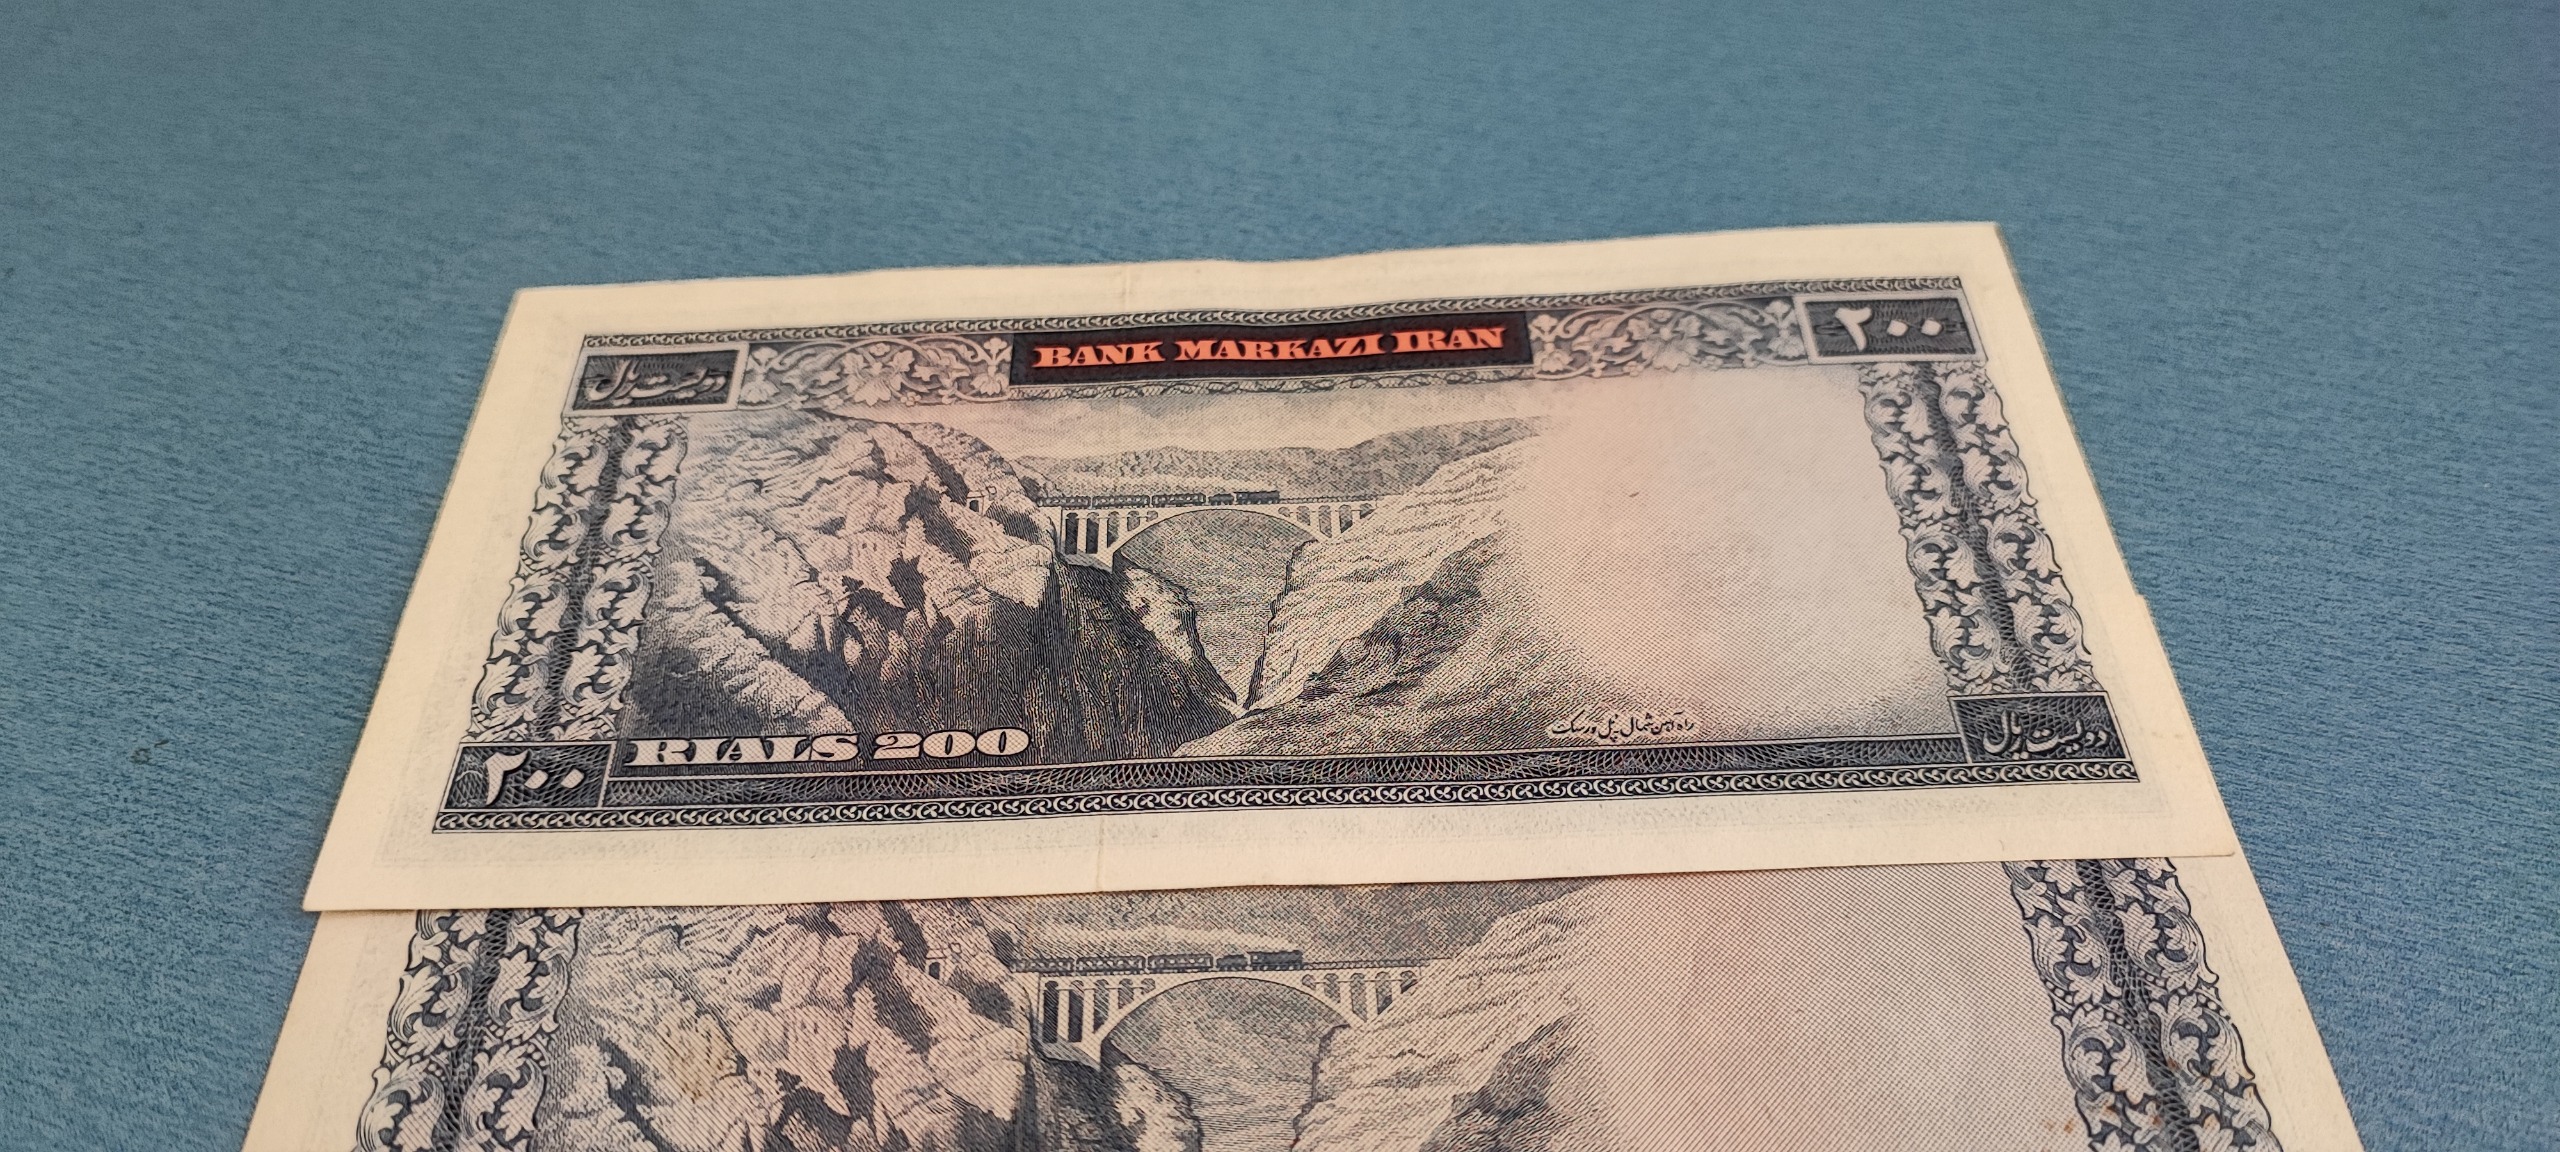 BANK MARKAZI IRAN
۲۰۰
دویست ریال
راه آهن شمال پل ورسک
دویست ریال
RIALS 200
۲۰۰